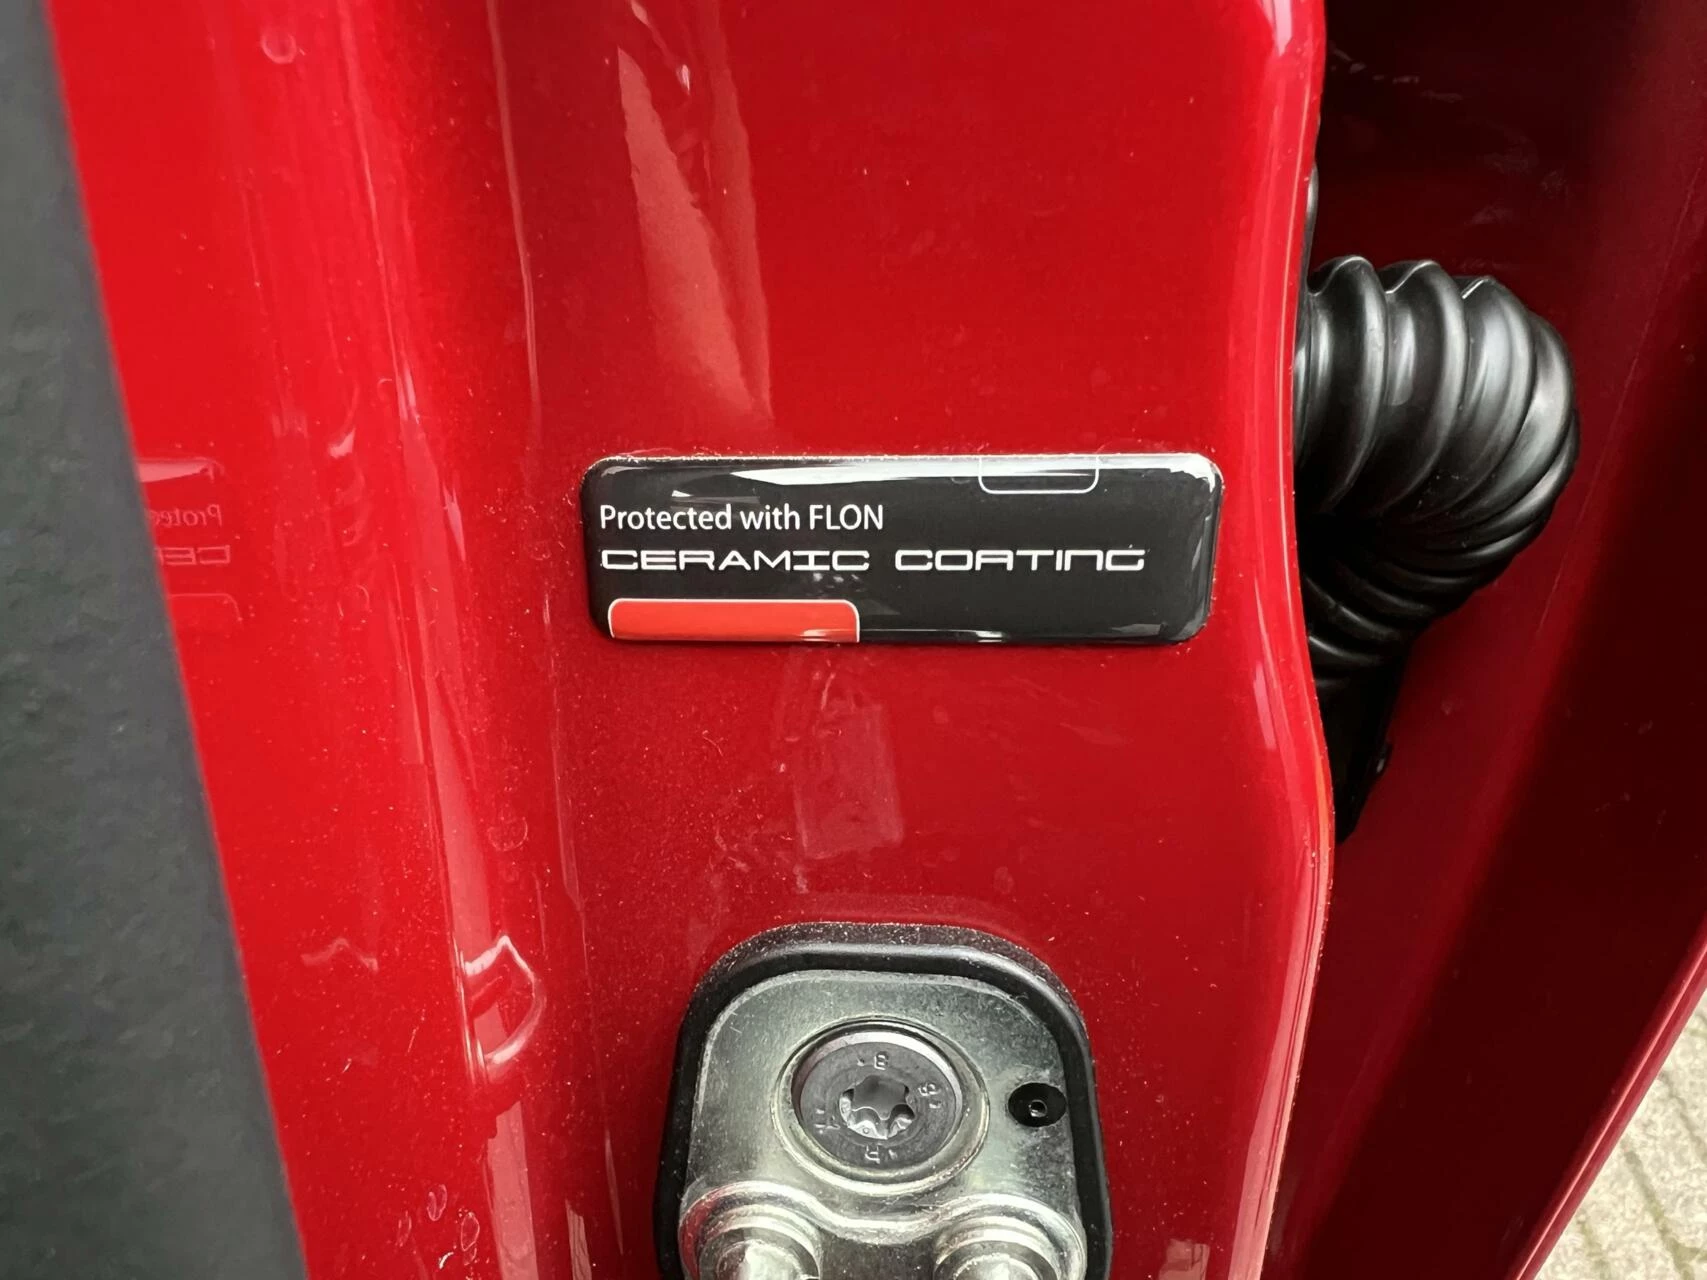 Protected with FLON
CERAMIC COATING